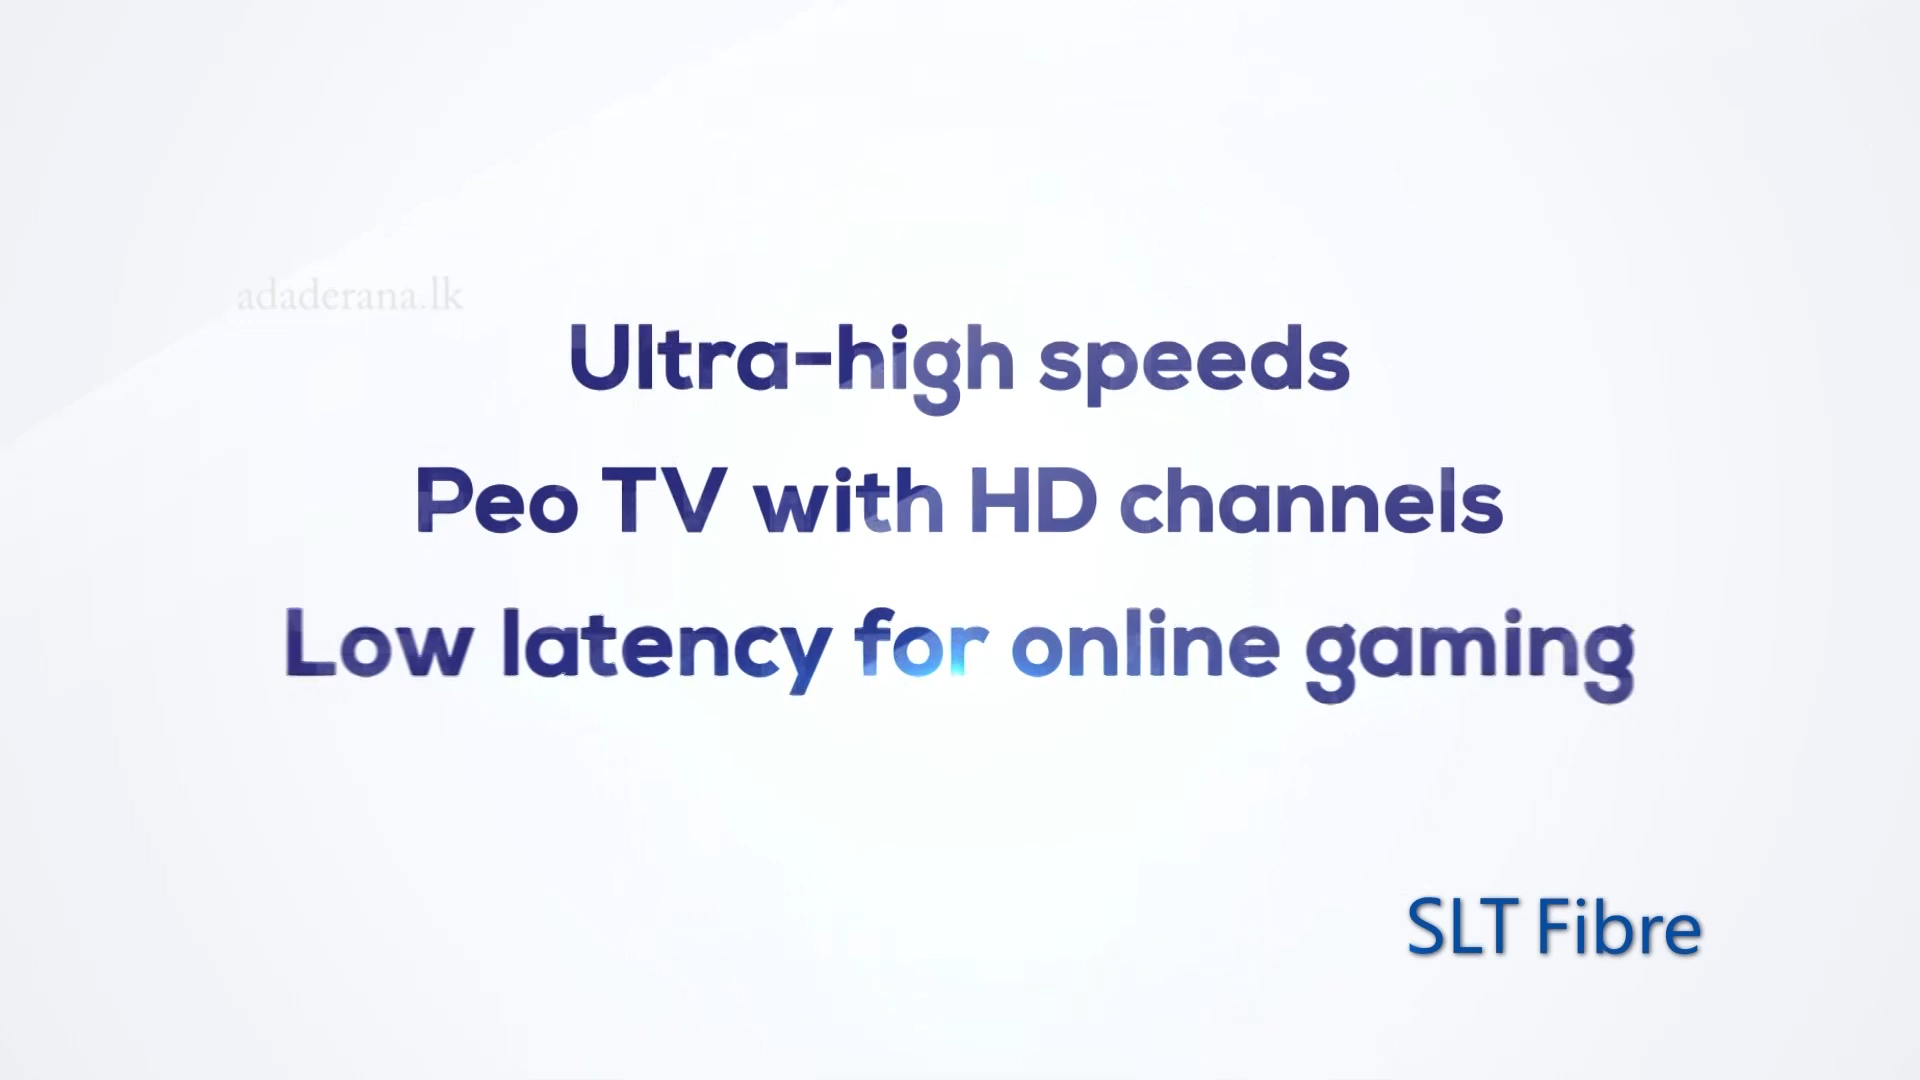 adaderana.lk
Ultra-high speeds
Peo TV with HD channels
Low latency for online gaming
SLT Fibre